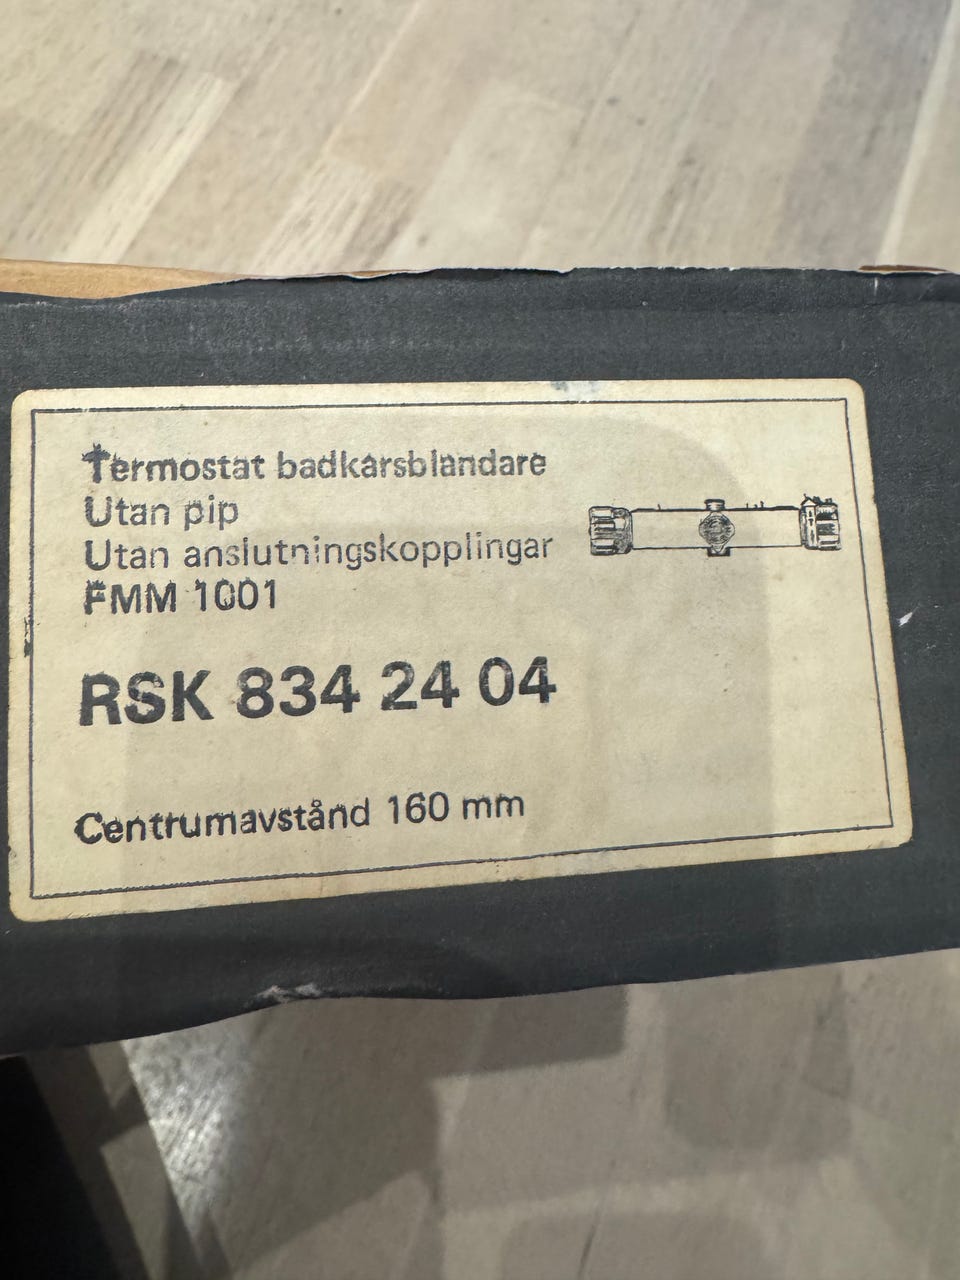 Termostat badkarsblandare
Utan pip
Utan anslutningskopplingar
FMM 1001
RSK 834 24 04
Centrumavstånd 160 mm